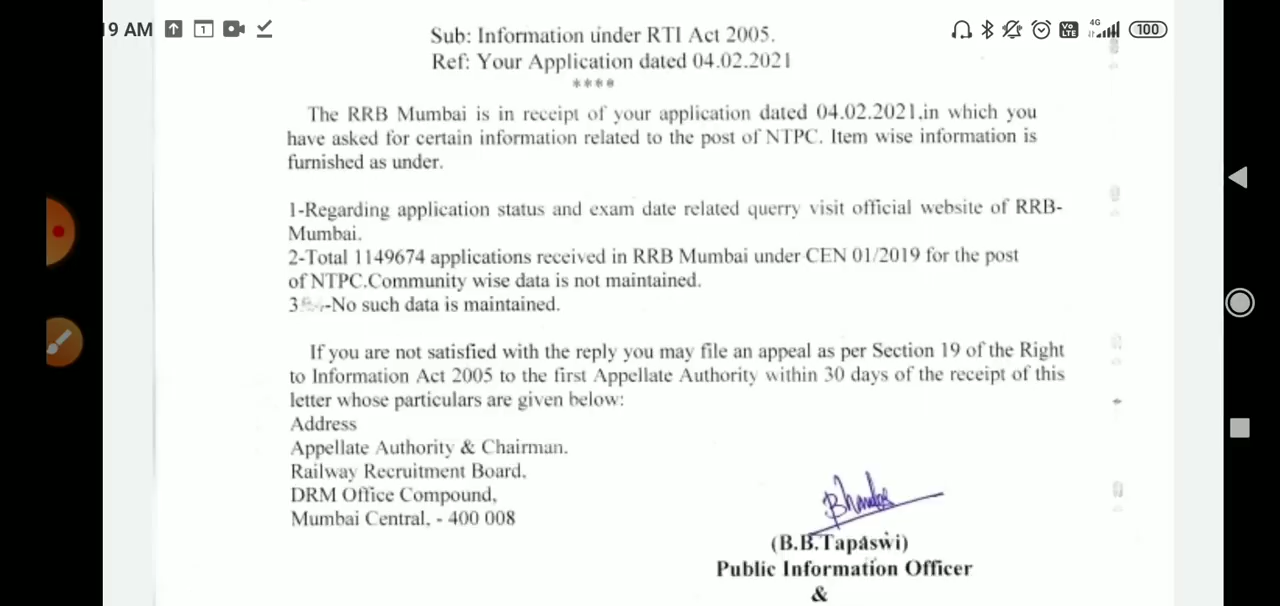 19 AM
1
Vo LTE
4G
100
Sub: Information under RTI Act 2005.
Ref: Your Application dated 04.02.2021
****
The RRB Mumbai is in receipt of your application dated 04.02.2021,in which you
have asked for certain information related to the post of NTPC. Item wise information is
furnished as under.
1-Regarding application status and exam date related querry visit official website of RRB-
Mumbai.
2-Total 1149674 applications received in RRB Mumbai under CEN 01/2019 for the post
of NTPC.Community wise data is not maintained.
3 -No such data is maintained.
If you are not satisfied with the reply you may file an appeal as per Section 19 of the Right
to Information Act 2005 to the first Appellate Authority within 30 days of the receipt of this
letter whose particulars are given below:
Address
Appellate Authority & Chairman.
Railway Recruitment Board,
DRM Office Compound,
Mumbai Central, - 400 008
(B.B.Tapaswi)
Public Information Officer
&